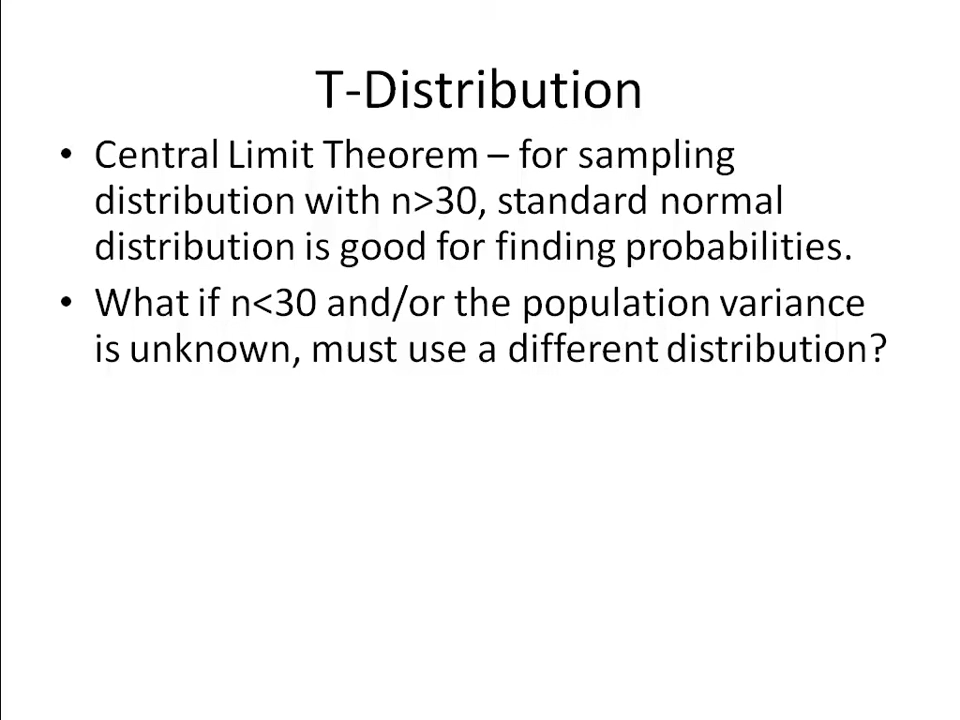 T-Distribution
• Central Limit Theorem – for sampling
distribution with n>30, standard normal
distribution is good for finding probabilities.
• What if n<30 and/or the population variance
is unknown, must use a different distribution?